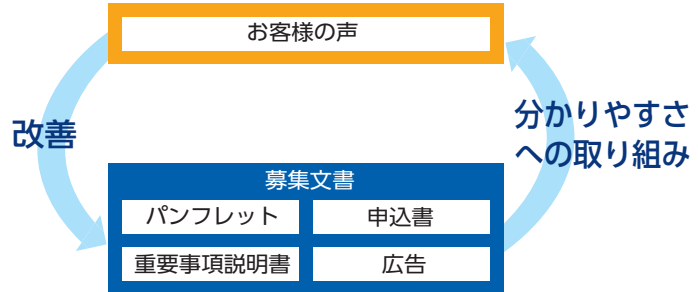 お客様の声
改善
分かりやすさ
への取り組み
募集文書
パンフレット
申込書
重要事項説明書
広告